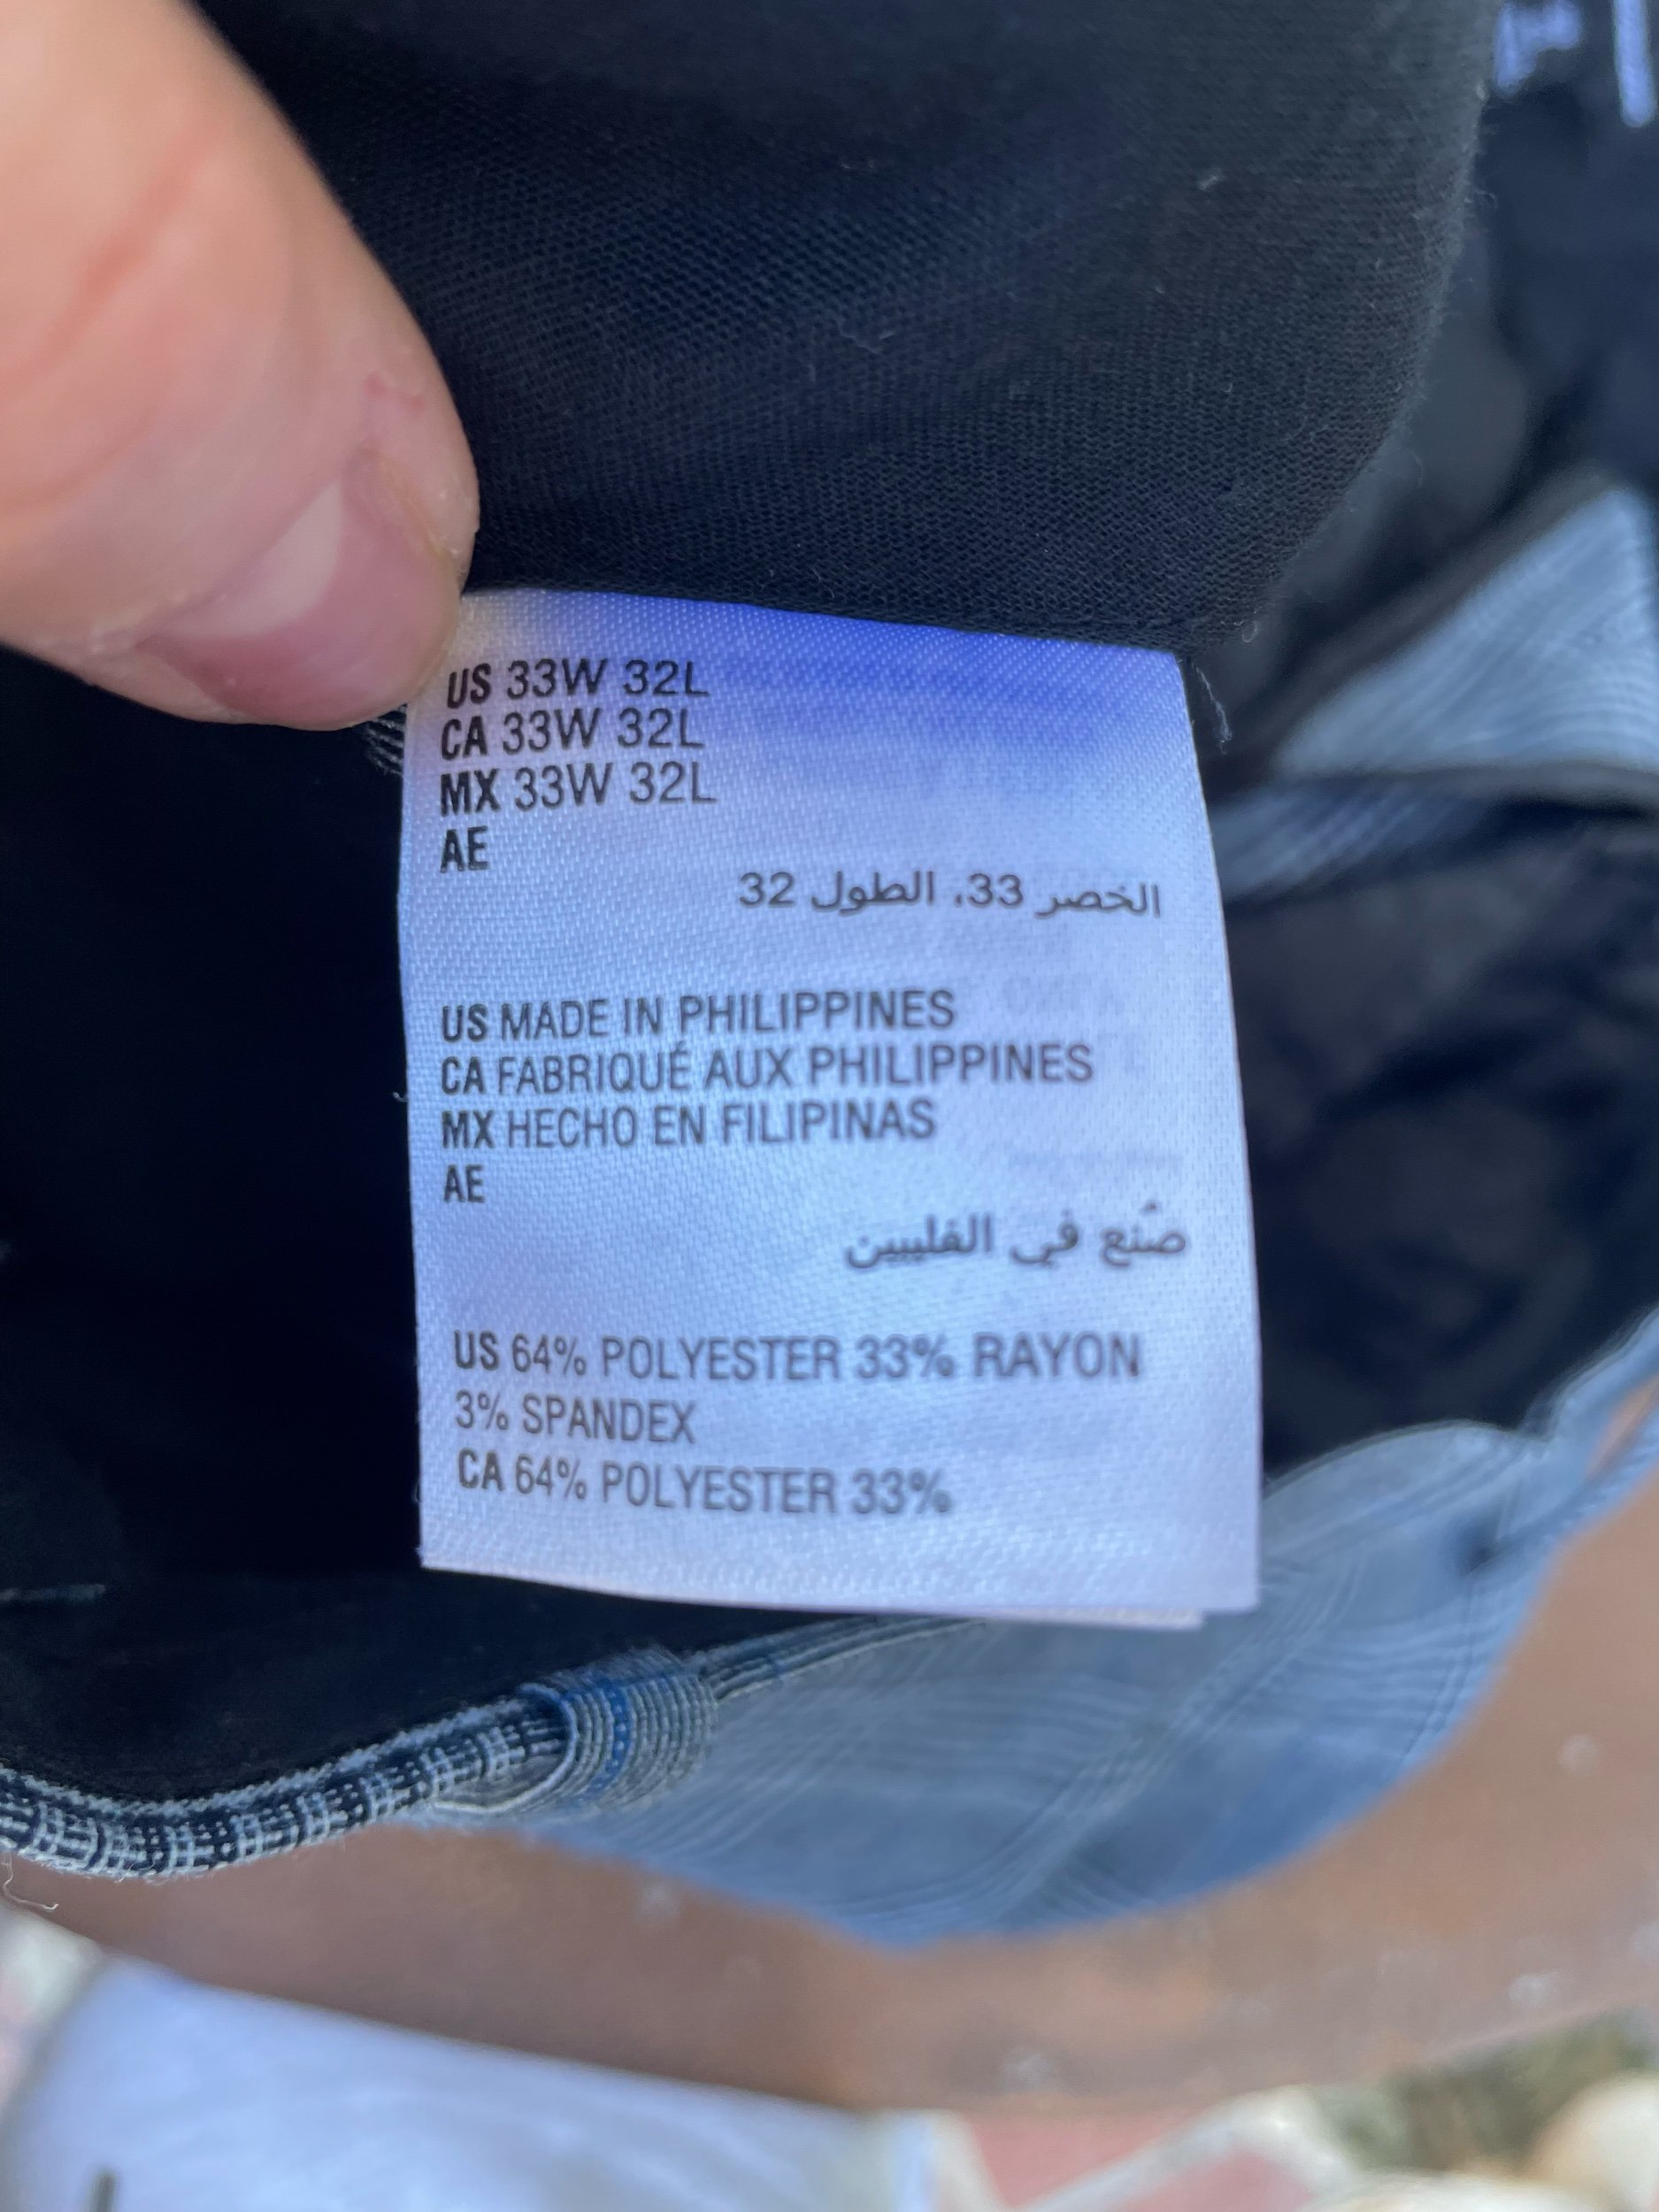 US 33W 32L
CA 33W 32L
MX 33W 32L
AE
الخصر 33، الطول 32
US MADE IN PHILIPPINES
CA FABRIQUÉ AUX PHILIPPINES
MX HECHO EN FILIPINAS
AE
صُنع في الفلبين
US 64% POLYESTER 33% RAYON
3% SPANDEX
CA 64% POLYESTER 33%